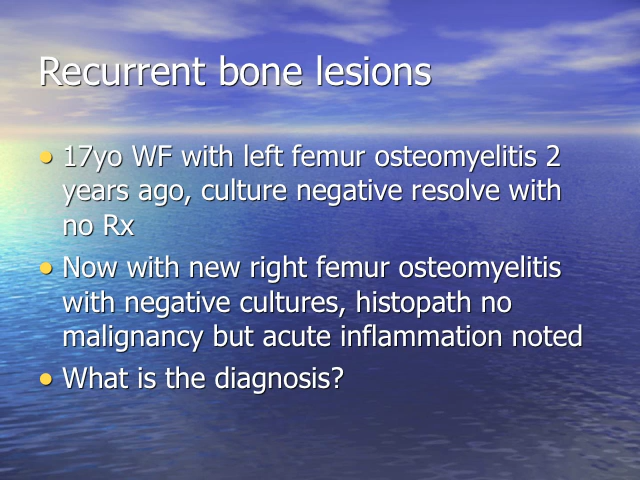 Recurrent bone lesions
• 17yo WF with left femur osteomyelitis 2
years ago, culture negative resolve with
no Rx
• Now with new right femur osteomyelitis
with negative cultures, histopath no
malignancy but acute inflammation noted
• What is the diagnosis?